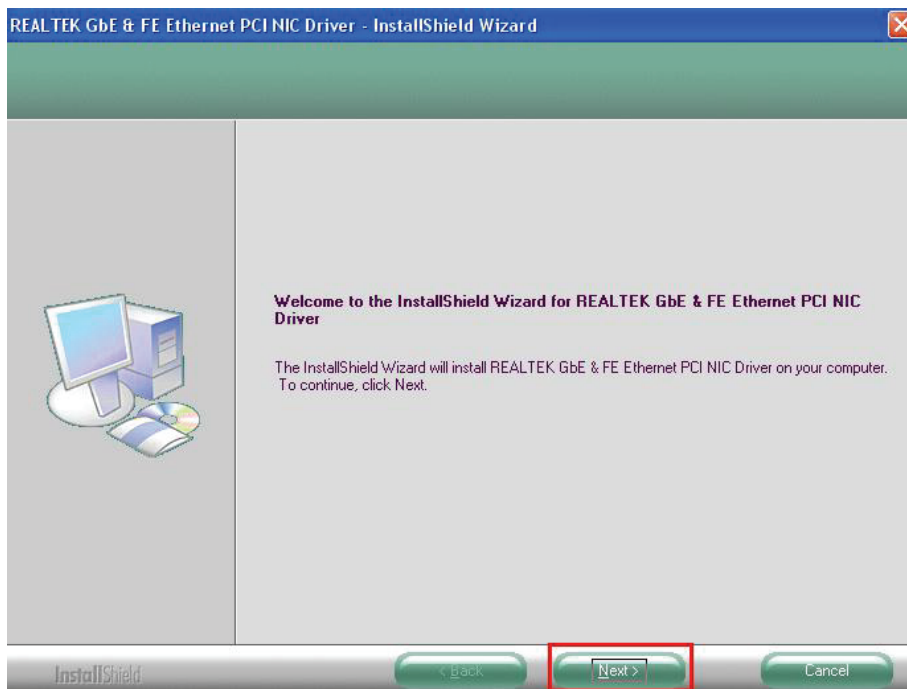 REALTEK GbE & FE Ethernet PCI NIC Driver - InstallShield Wizard
Welcome to the InstallShield Wizard for REALTEK GbE & FE Ethernet PCI NIC
Driver
The InstallShield Wizard will install REALTEK GbE & FE Ethernet PCI NIC Driver on your computer.
To continue, click Next.
InstallShield
< Back
Next >
Cancel